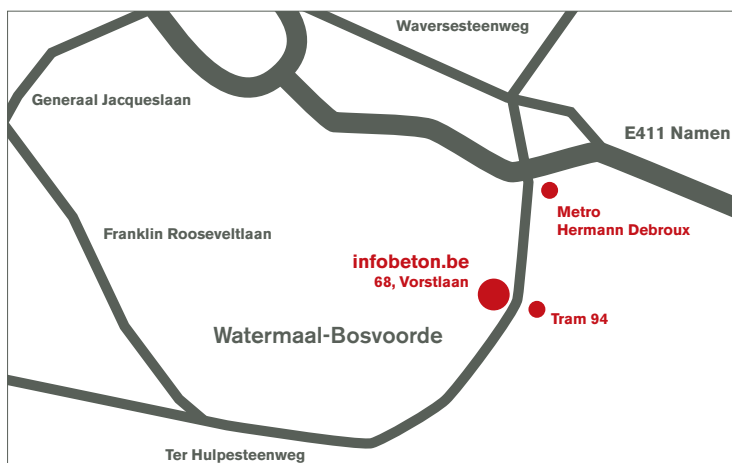 Waversesteenweg
Generaal Jacqueslaan
E411 Namen
Metro
Hermann Debroux
Franklin Rooseveltlaan
infobeton.be
68, Vorstlaan
Tram 94
Watermaal-Bosvoorde
Ter Hulpesteenweg